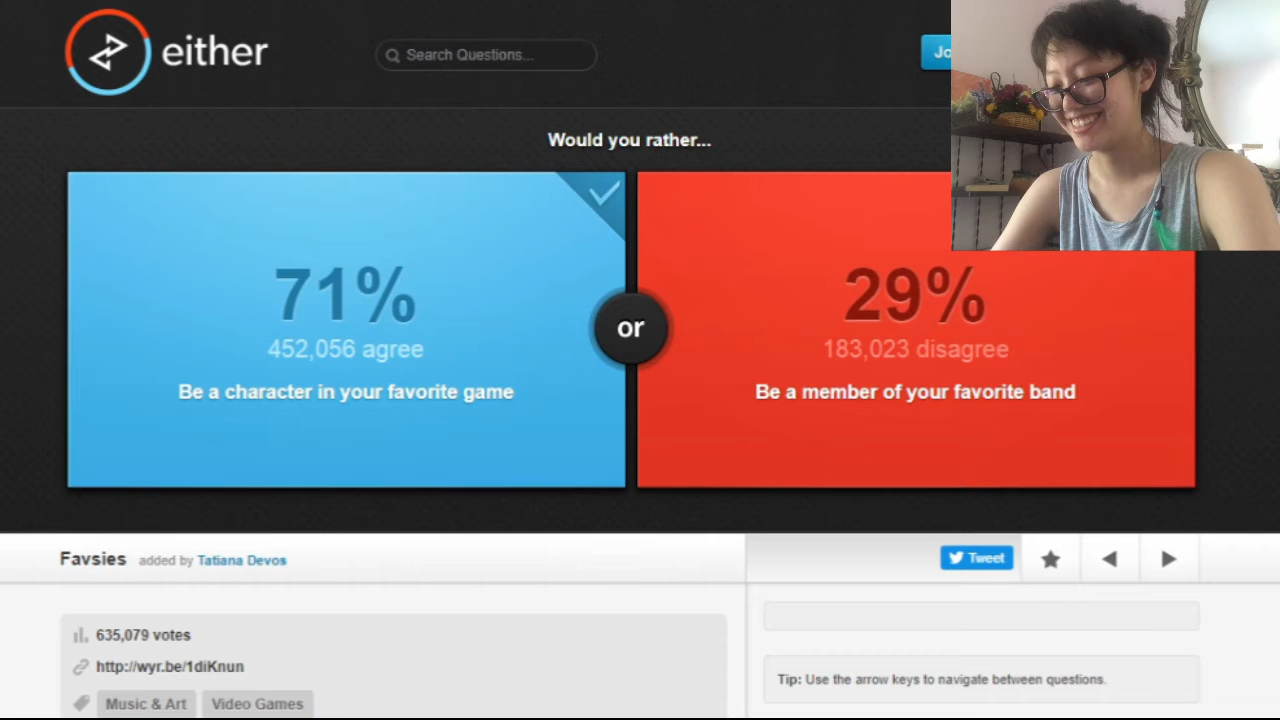 either
Search Questions...
Would you rather...
71%
452,056 agree
Be a character in your favorite game
or
29%
183,023 disagree
Be a member of your favorite band
Favsies added by Tatiana Devos
Tweet
635,079 votes
http://wyr.be/1diKnun
Music & Art Video Games
Tip: Use the arrow keys to navigate between questions.